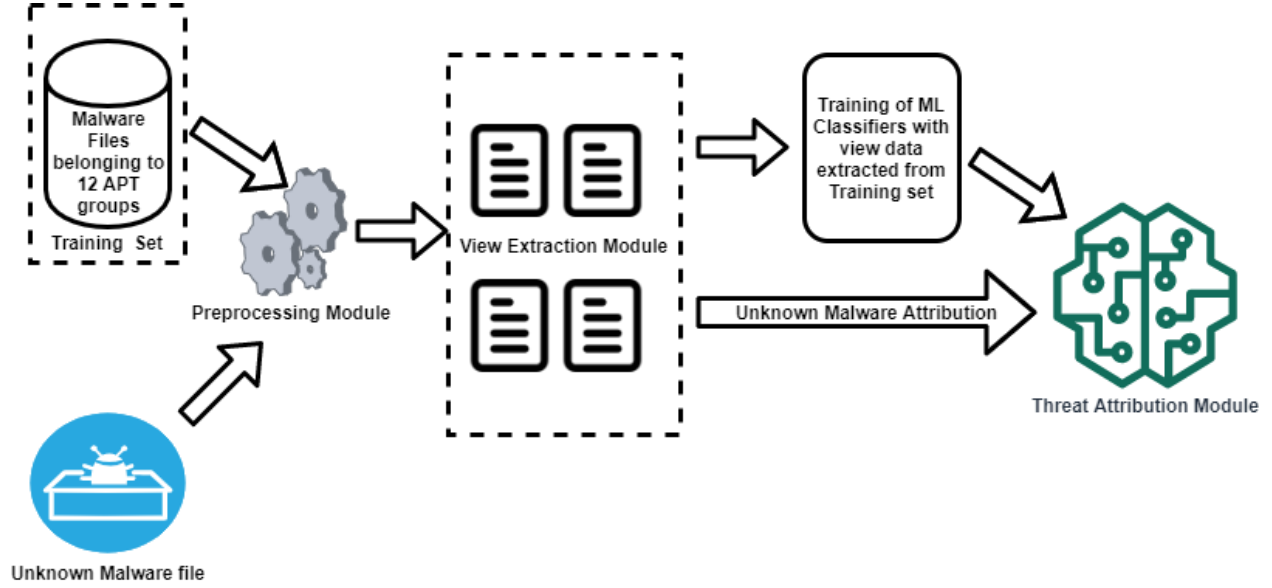 Malware
Files
belonging to
12 APT
groups
Training Set
Preprocessing Module
Unknown Malware file
View Extraction Module
Training of ML
Classifiers with
view data
extracted from
Training set
Unknown Malware Attribution
Threat Attribution Module